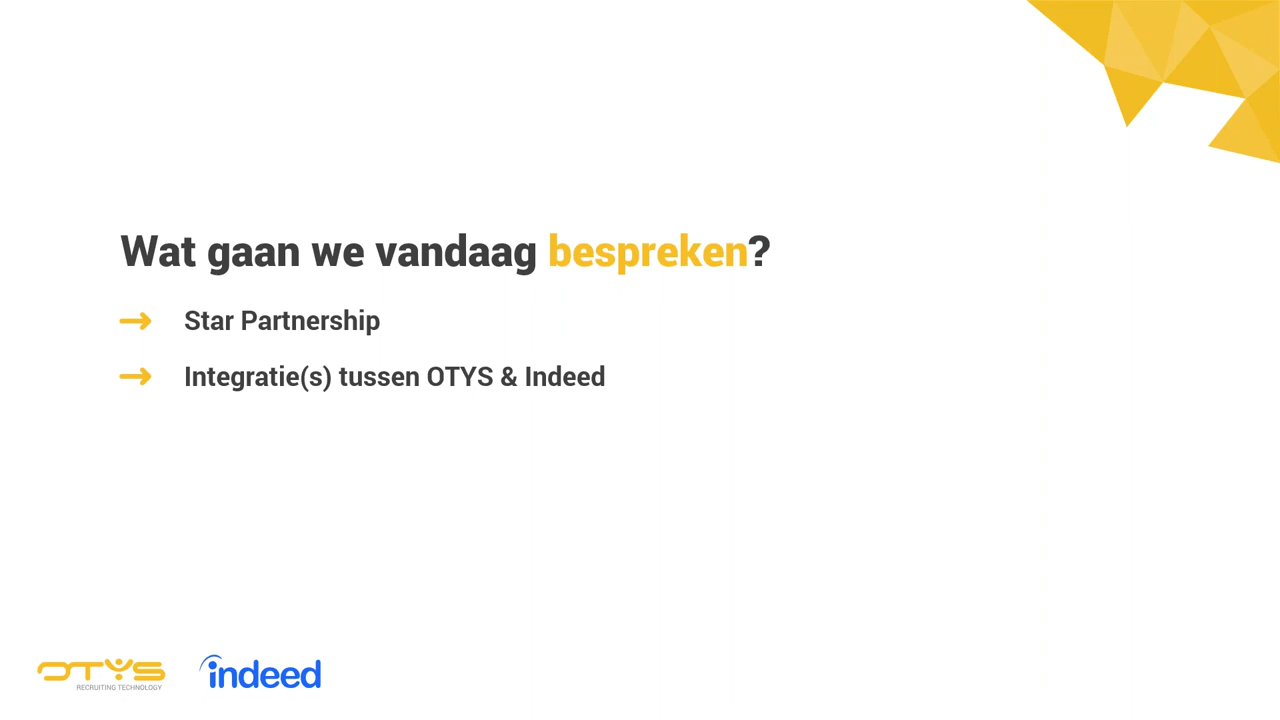 Wat gaan we vandaag bespreken?
Star Partnership
Integratie(s) tussen OTYS & Indeed
OTYS
RECRUITING TECHNOLOGY
indeed